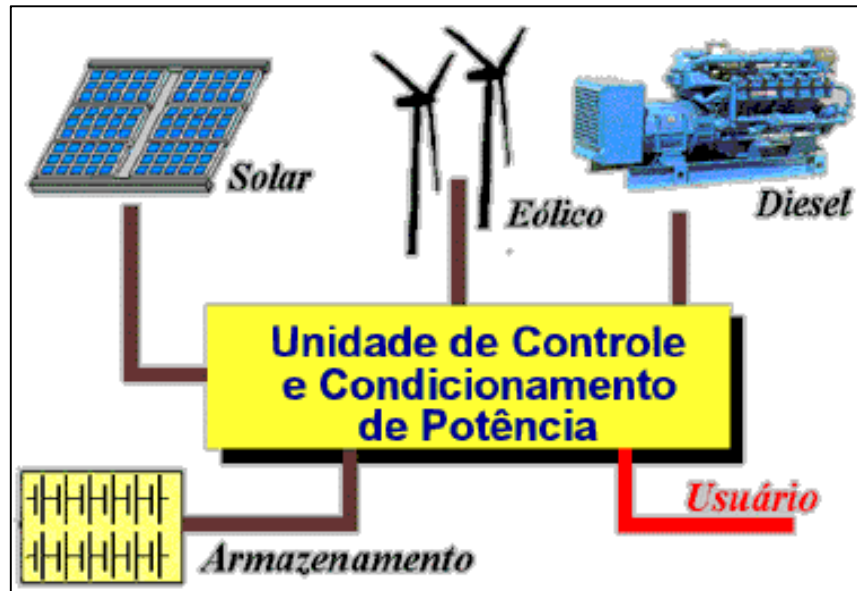 Solar
Eólico
Diesel
Unidade de Controle
e Condicionamento
de Potência
Usuário
Armazenamento